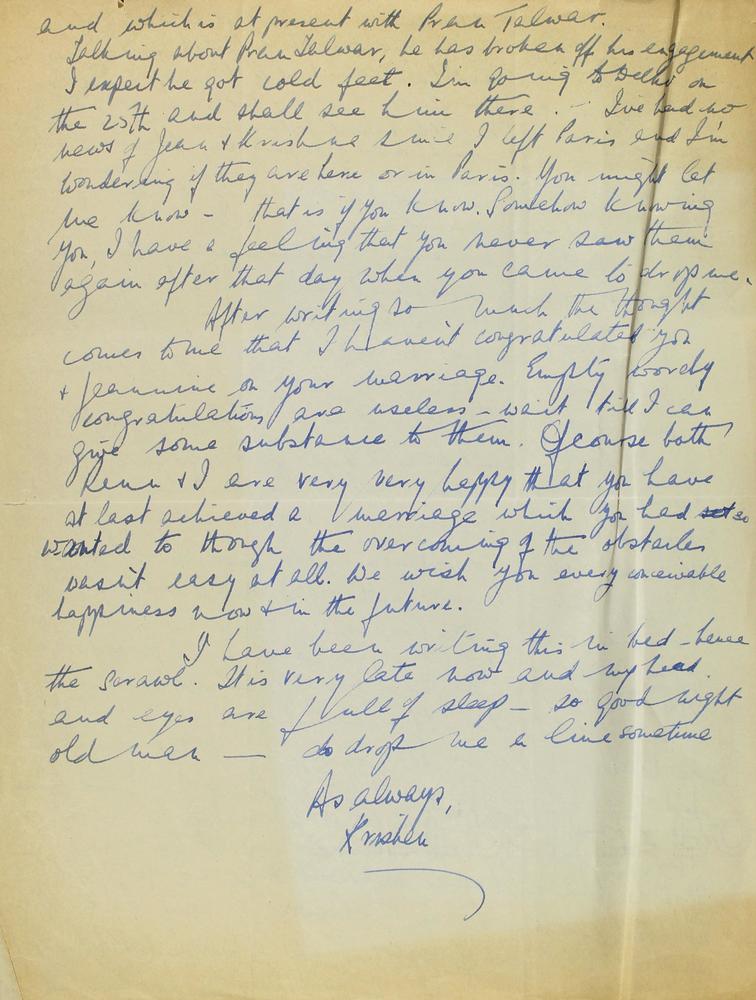 and which is at present with Pran Talwar.
Talking about Pran Talwar, he has broken off his engagement
I expect he got cold feet. I'm going to Delhi on
the 25th and shall see him there. - I've had no
news of Jean & Krishna since I left Paris and I'm
wondering if they are here or in Paris. You might let
me know - that is if you know. Somehow knowing
you, I have a feeling that you never saw them
again after that day when you came to drop me.
After writing so much the thought
comes to me that I haven't congratulated you
& Jeannine on your marriage. Empty wordy
congratulations are useless - wait till I can
give some substance to them. Ofcourse both
Renu & I are very very happy that you have
at last achieved a marriage which you had so
wanted to though the overcoming of the obstacles
wasn't easy at all. We wish you every conceivable
happiness now & in the future.
I have been writing this in bed - hence
the scrawl. It is very late now and my head
and eyes are full of sleep - so good night
old man - do drop me a line sometime
As always,
Krishen